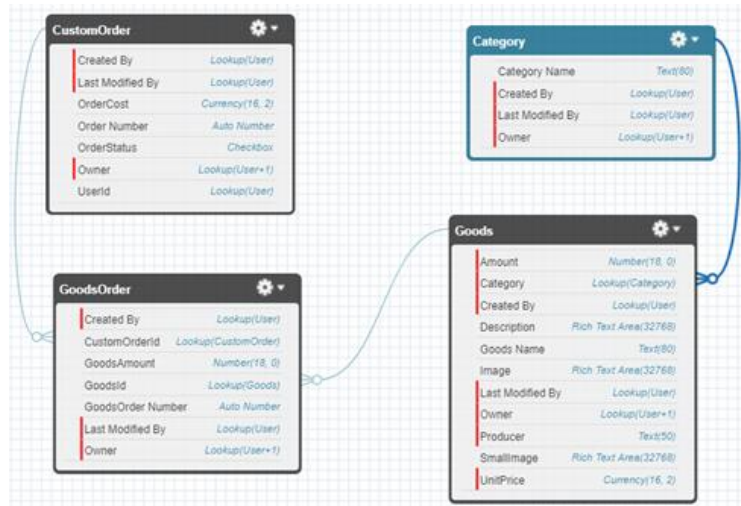 CustomOrder
Created By Lookup(User)
Last Modified By Lookup(User)
OrderCost Currency(16, 2)
Order Number Auto Number
OrderStatus Checkbox
Owner Lookup(User+1)
UserId Lookup(User)
Category
Category Name Text(80)
Created By Lookup(User)
Last Modified By Lookup(User)
Owner Lookup(User+1)
GoodsOrder
Created By Lookup(User)
CustomOrderId Lookup(CustomOrder)
GoodsAmount Number(18, 0)
GoodsId Lookup(Goods)
GoodsOrder Number Auto Number
Last Modified By Lookup(User)
Owner Lookup(User+1)
Goods
Amount Number(18, 0)
Category Lookup(Category)
Created By Lookup(User)
Description Rich Text Area(32768)
Goods Name Text(80)
Image Rich Text Area(32768)
Last Modified By Lookup(User)
Owner Lookup(User+1)
Producer Text(50)
SmallImage Rich Text Area(32768)
UnitPrice Currency(16, 2)